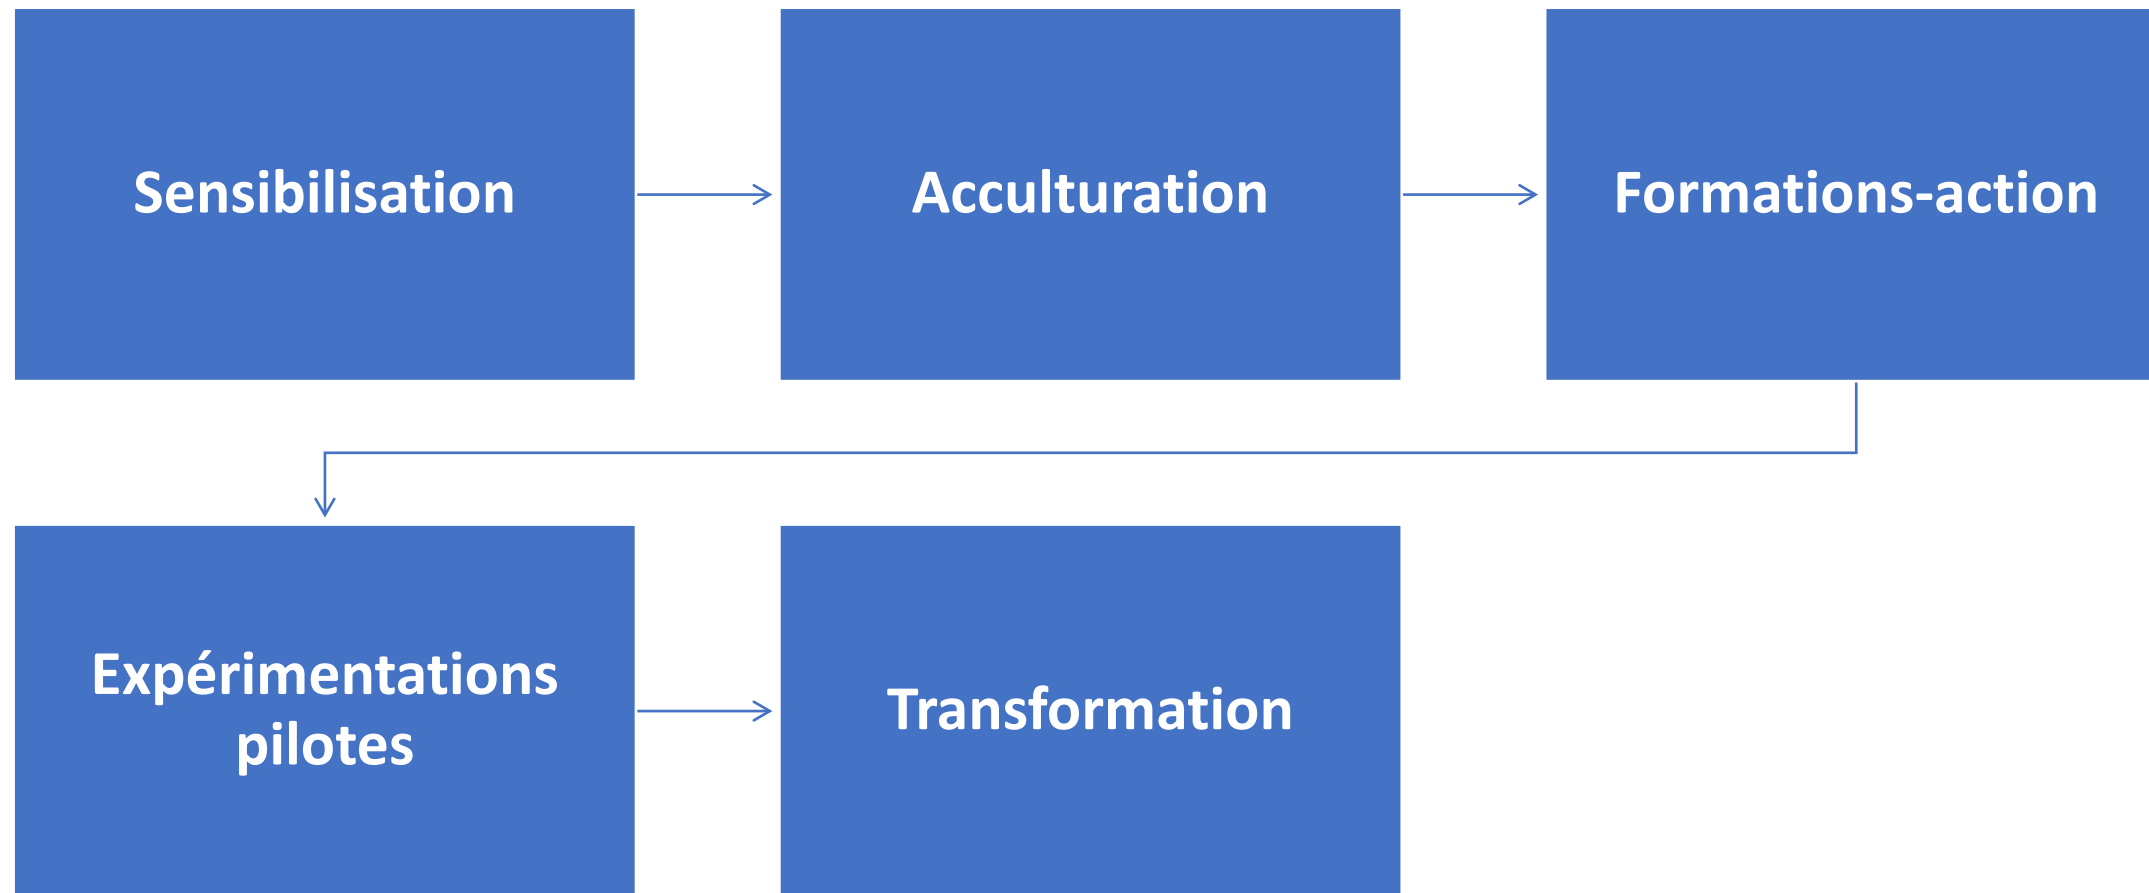 Sensibilisation
Acculturation
Formations-action
Expérimentations
pilotes
Transformation